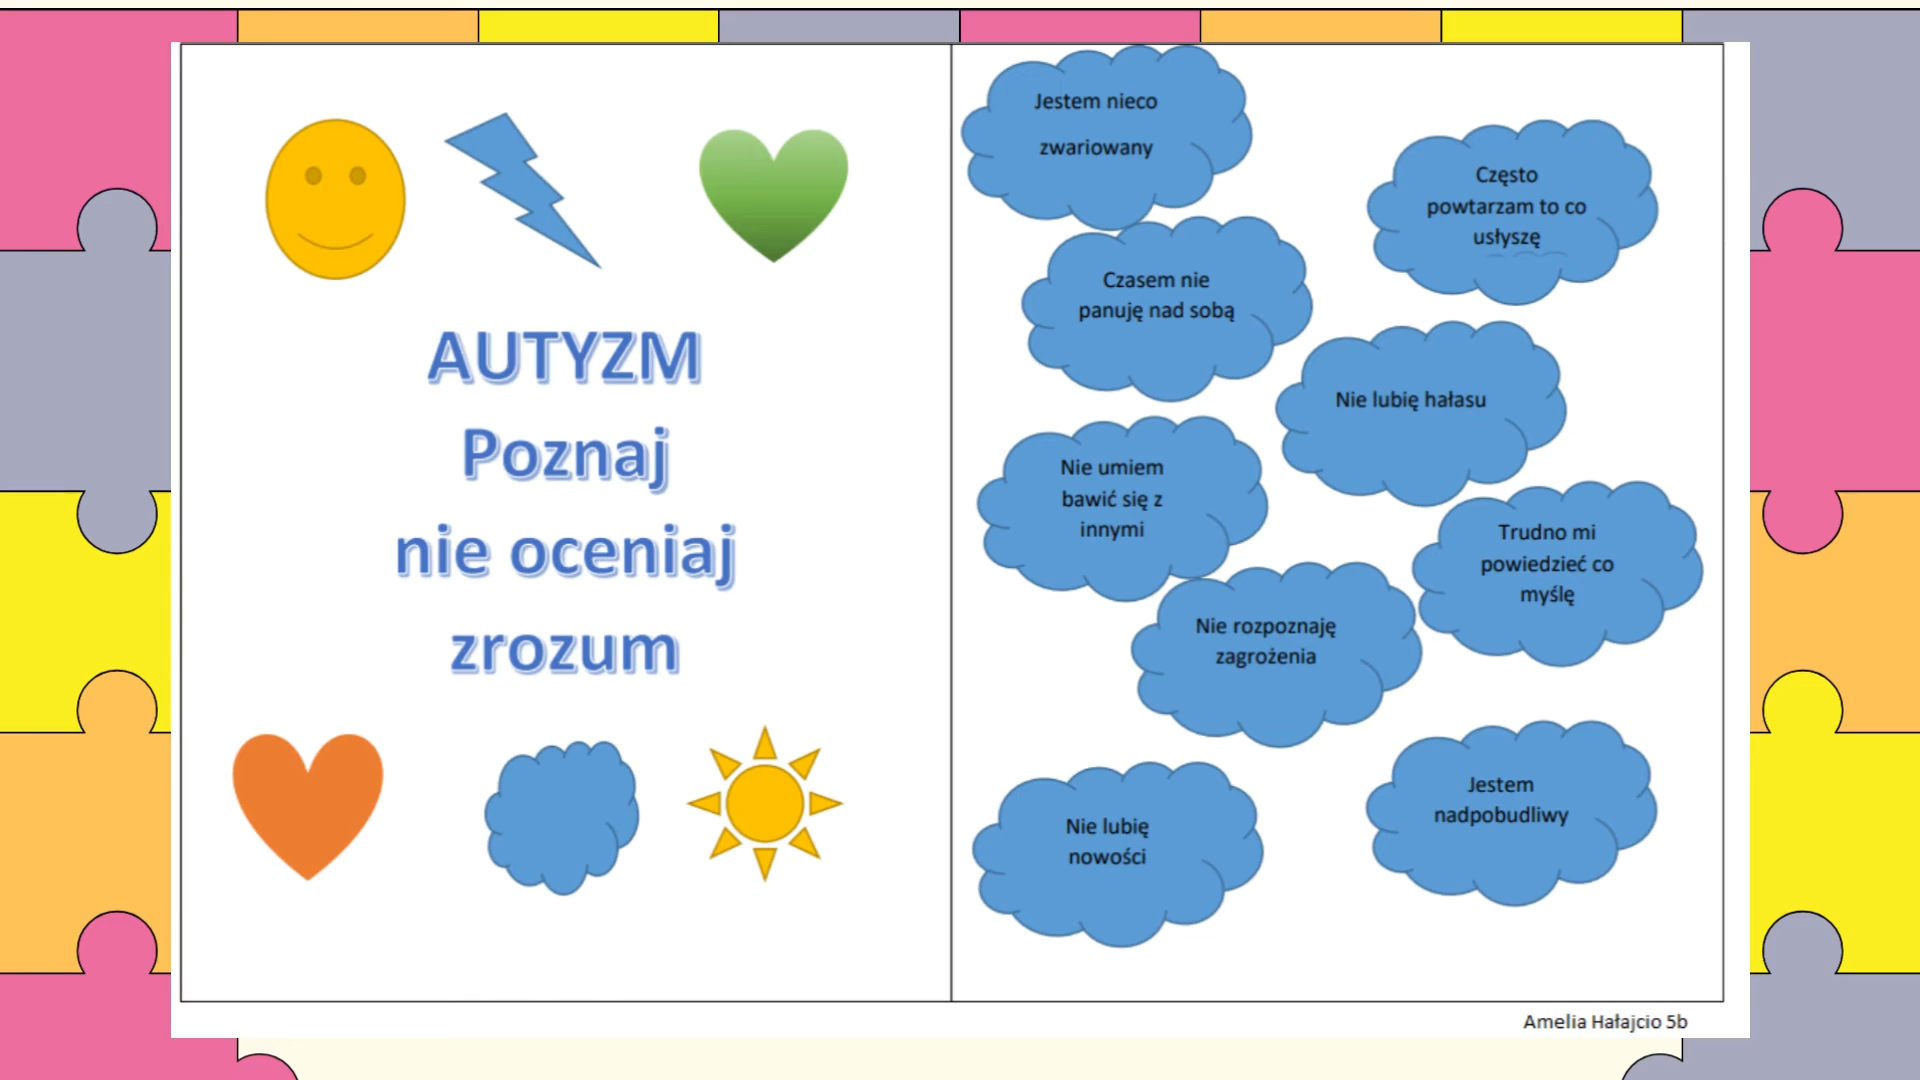 AUTYZM
Poznaj
nie oceniaj
zrozum
Jestem nieco
zwariowany
Często
powtarzam to co
usłyszę
Czasem nie
panuję nad sobą
Nie lubię hałasu
Nie umiem
bawić się z
innymi
Trudno mi
powiedzieć co
myślę
Nie rozpoznaję
zagrożenia
Jestem
nadpobudliwy
Nie lubię
nowości
Amelia Hałajcio 5b